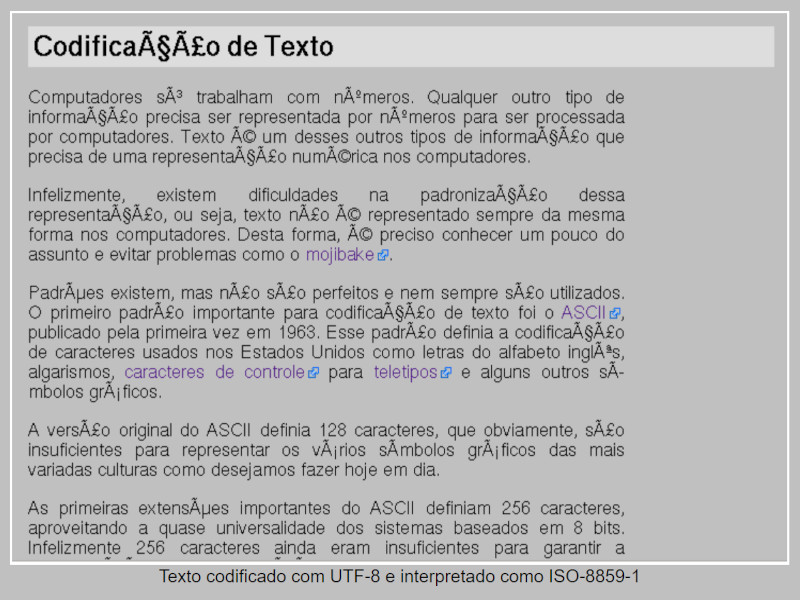 CodificaÃ§Ã£o de Texto
Computadores sÃ³ trabalham com nÃºmeros. Qualquer outro tipo de
informaÃ§Ã£o precisa ser representada por nÃºmeros para ser processada
por computadores. Texto Ã© um desses outros tipos de informaÃ§Ã£o que
precisa de uma representaÃ§Ã£o numÃ©rica nos computadores.
Infelizmente, existem dificuldades na padronizaÃ§Ã£o dessa
representaÃ§Ã£o, ou seja, texto nÃ£o Ã© representado sempre da mesma
forma nos computadores. Desta forma, Ã© preciso conhecer um pouco do
assunto e evitar problemas como o mojibake.
PadrÃµes existem, mas nÃ£o sÃ£o perfeitos e nem sempre sÃ£o utilizados.
O primeiro padrÃ£o importante para codificaÃ§Ã£o de texto foi o ASCII,
publicado pela primeira vez em 1963. Esse padrÃ£o definia a codificaÃ§Ã£o
de caracteres usados nos Estados Unidos como letras do alfabeto inglÃªs,
algarismos, caracteres de controle para teletipos e alguns outros sÃ-
mbolos grÃ¡ficos.
A versÃ£o original do ASCII definia 128 caracteres, que obviamente, sÃ£o
insuficientes para representar os vÃ¡rios sÃmbolos grÃ¡ficos das mais
variadas culturas como desejamos fazer hoje em dia.
As primeiras extensÃµes importantes do ASCII definiam 256 caracteres,
aproveitando a quase universalidade dos sistemas baseados em 8 bits.
Infelizmente 256 caracteres ainda eram insuficientes para garantir a
Texto codificado com UTF-8 e interpretado como ISO-8859-1